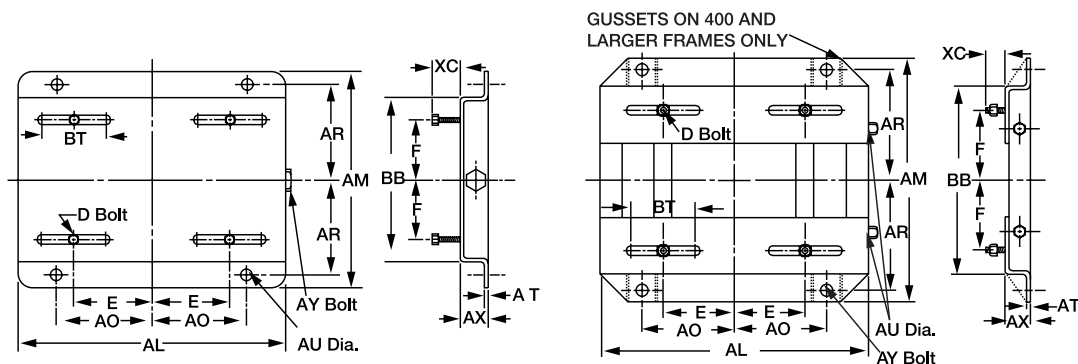 GUSSETS ON 400 AND
LARGER FRAMES ONLY
XC
BT
D Bolt
AR
AM
AR
BB
F
F
E
E
AO
AO
AL
AY Bolt
AU Dia.
A T
AX
D Bolt
BT
AR
AM
AR
E
E
AO
AO
AL
AU Dia.
AY Bolt
XC
BB
F
F
AT
AX